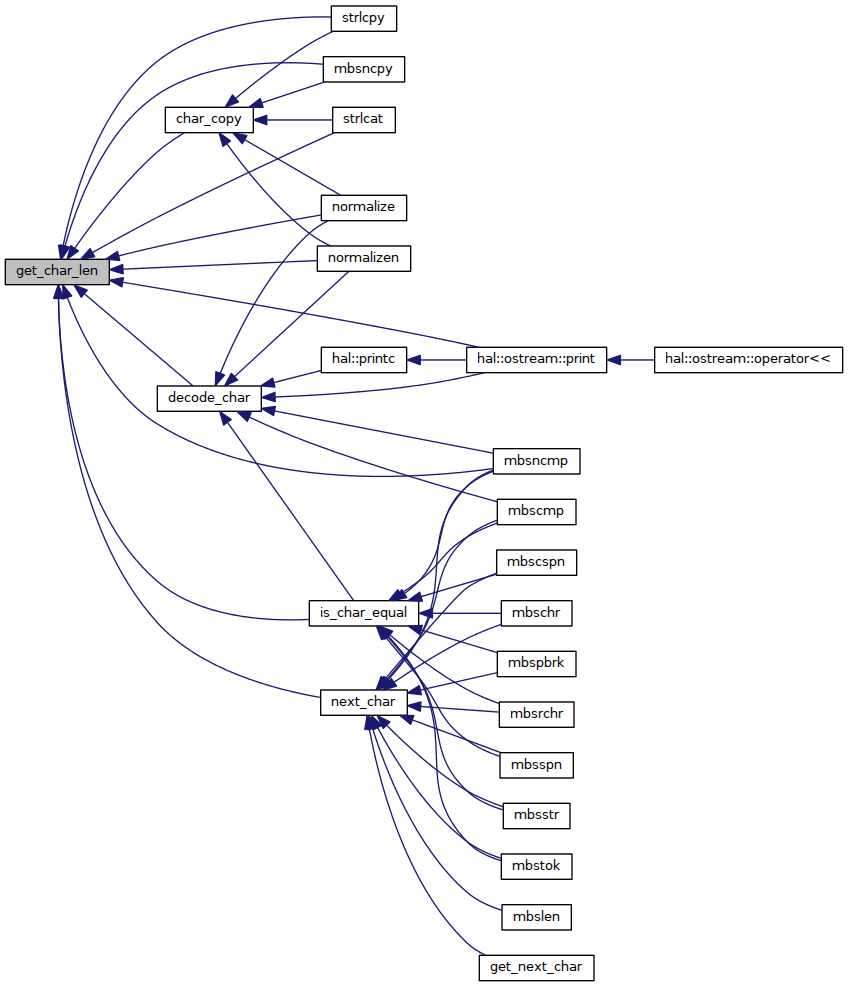 strlcpy
mbsncpy
char_copy
strlcat
normalize
normalizen
get_char_len
hal::printc
hal::ostream::print
hal::ostream::operator<<
decode_char
mbsncmp
mbscmp
mbscspn
is_char_equal
mbschr
mbspbrk
next_char
mbsrchr
mbsspn
mbsstr
mbstok
mbslen
get_next_char